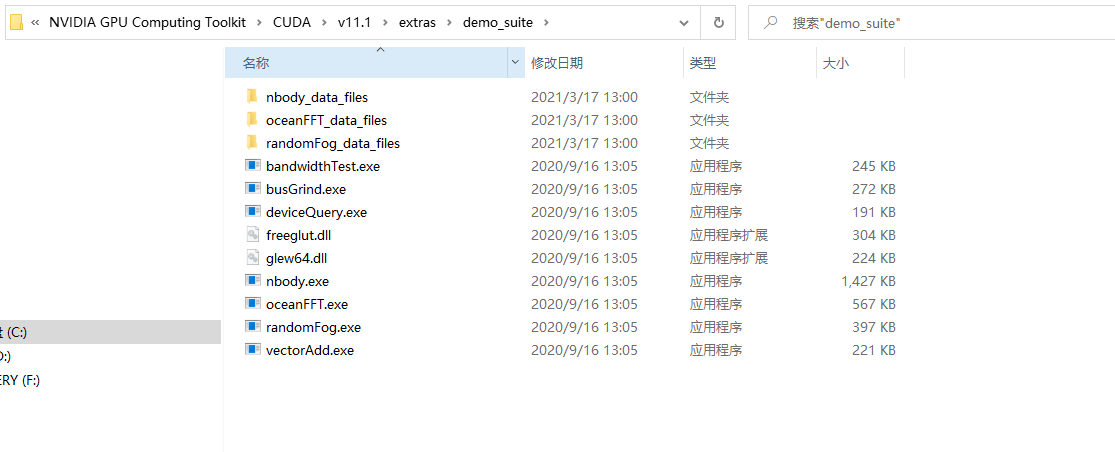 « NVIDIA GPU Computing Toolkit > CUDA > v11.1 > extras > demo_suite >
搜索"demo_suite"
名称 修改日期 类型 大小
nbody_data_files 2021/3/17 13:00 文件夹
oceanFFT_data_files 2021/3/17 13:00 文件夹
randomFog_data_files 2021/3/17 13:00 文件夹
bandwidthTest.exe 2020/9/16 13:05 应用程序 245 KB
busGrind.exe 2020/9/16 13:05 应用程序 272 KB
deviceQuery.exe 2020/9/16 13:05 应用程序 191 KB
freeglut.dll 2020/9/16 13:05 应用程序扩展 304 KB
glew64.dll 2020/9/16 13:05 应用程序扩展 224 KB
nbody.exe 2020/9/16 13:05 应用程序 1,427 KB
oceanFFT.exe 2020/9/16 13:05 应用程序 567 KB
randomFog.exe 2020/9/16 13:05 应用程序 397 KB
vectorAdd.exe 2020/9/16 13:05 应用程序 221 KB
(C:)
:)
ERY (F:)